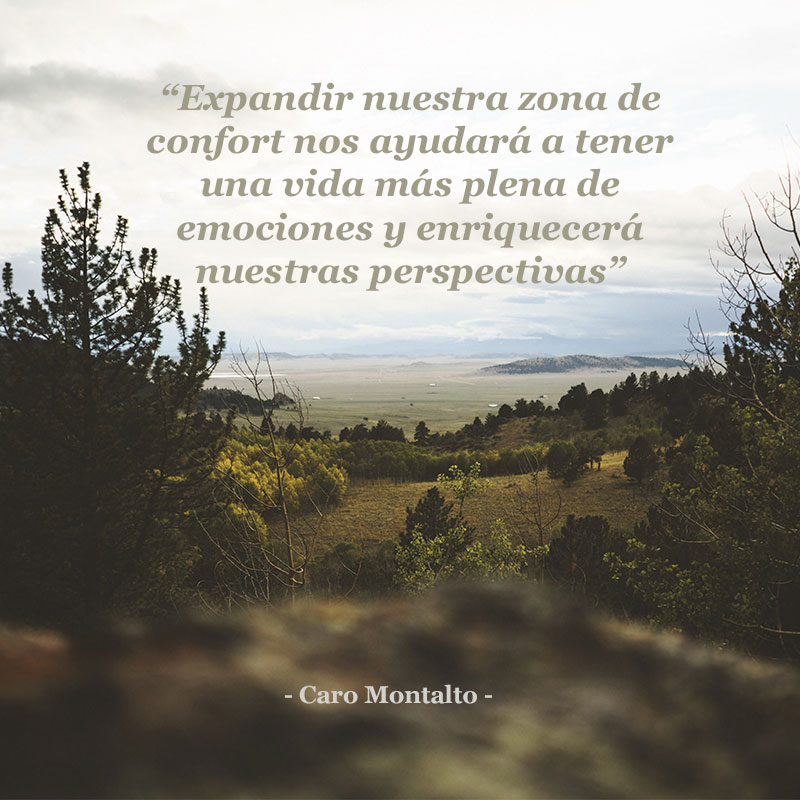 “Expandir nuestra zona de
confort nos ayudará a tener
una vida más plena de
emociones y enriquecerá
nuestras perspectivas”
- Caro Montalto -